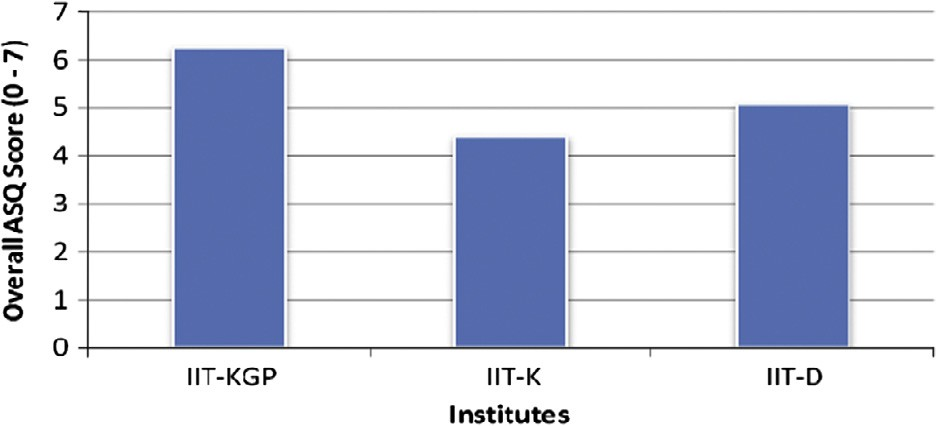 Overall ASQ Score (0 - 7)
7
6
5
4
3
2
1
0
IIT-KGP
IIT-K
IIT-D
Institutes